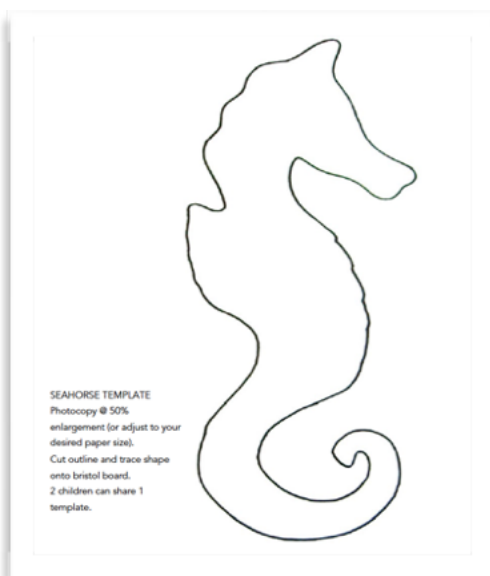 SEAHORSE TEMPLATE
Photocopy @ 50%
enlargement (or adjust to your
desired paper size).
Cut outline and trace shape
onto bristol board.
2 children can share 1
template.